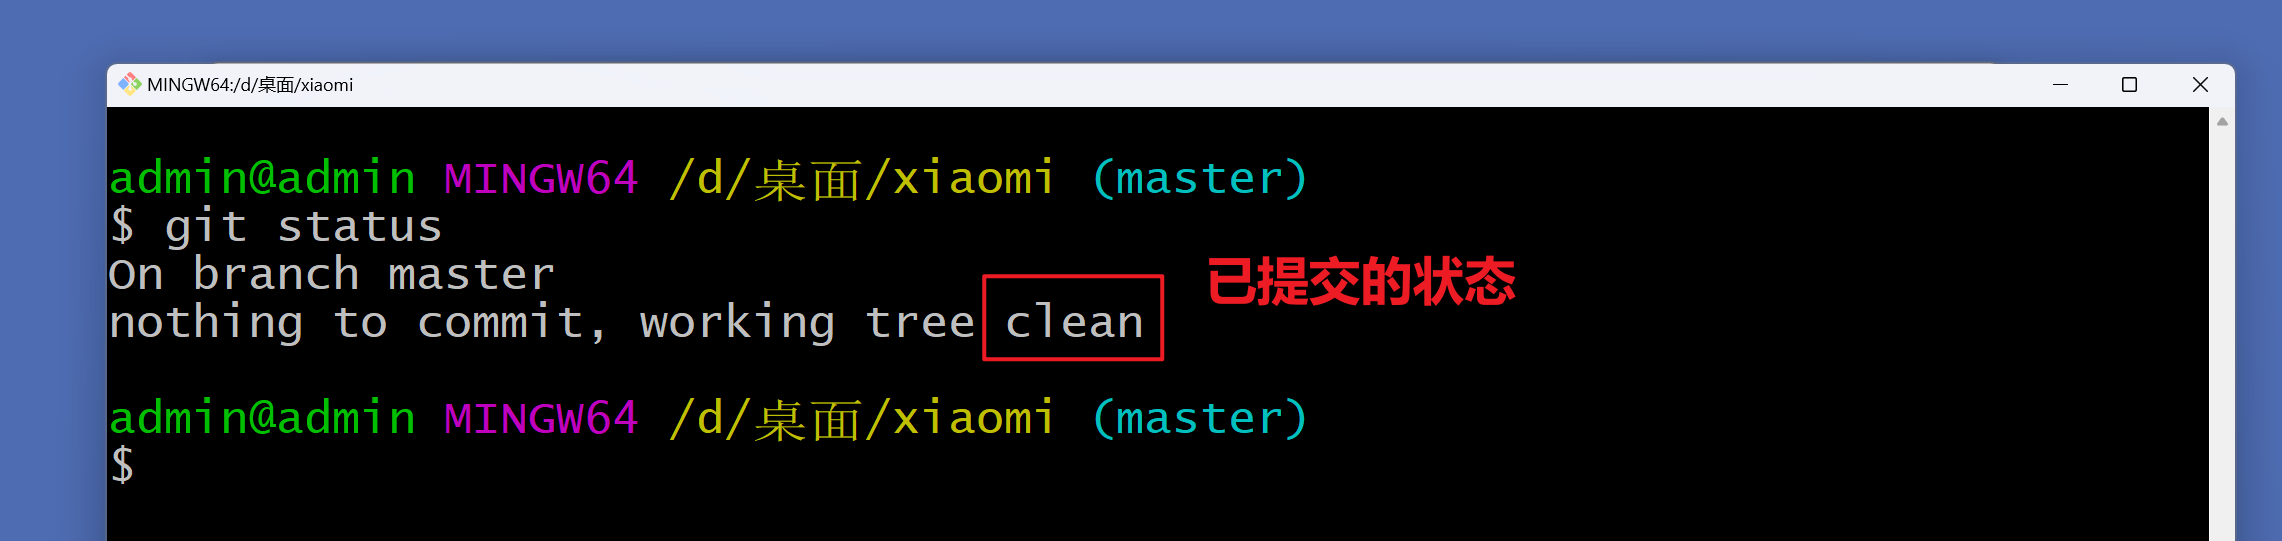 MINGW64:/d/桌面/xiaomi
admin@admin MINGW64 /d/桌面/xiaomi (master)
$ git status
On branch master
nothing to commit, working tree clean
已提交的状态
admin@admin MINGW64 /d/桌面/xiaomi (master)
$